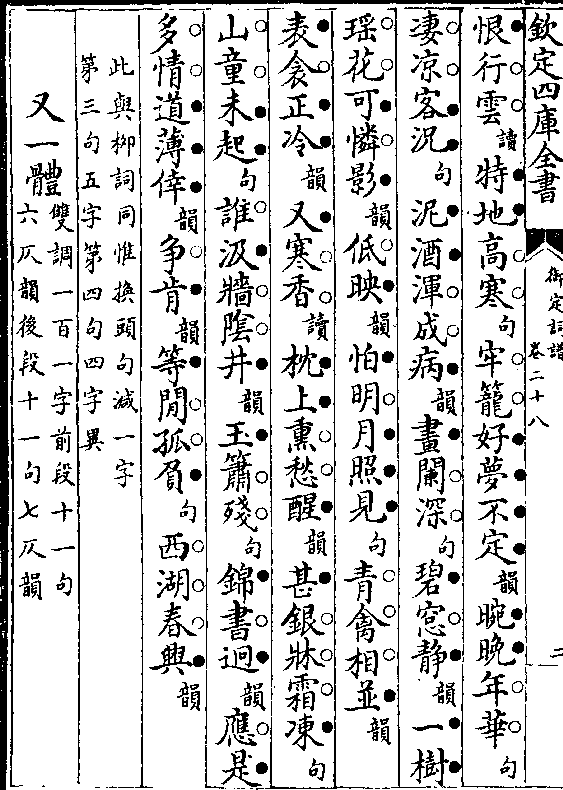 欽定四庫全書
御定詞譜
卷二十八
二
恨行雲讀特地高寒句牢籠好夢不定韻晼晚年華句
淒涼客況句泥酒渾成病韻畫闌深句碧窓靜韻一樹
瑶花可憐影韻低映韻怕明月照見句青禽相並韻
表衾正冷韻又寒香讀枕上熏愁醒韻甚銀牀霜凍句
山童未起句誰汲牆陰井韻玉簫殘句錦書迥韻應是
多情道薄倖韻争肯韻等閒孤負句西湖春興韻
此與柳詞同惟換頭句減一字
第三句五字第四句四字異
又一體
雙調一百一字前段十一句
六仄韻後段十一句七仄韻